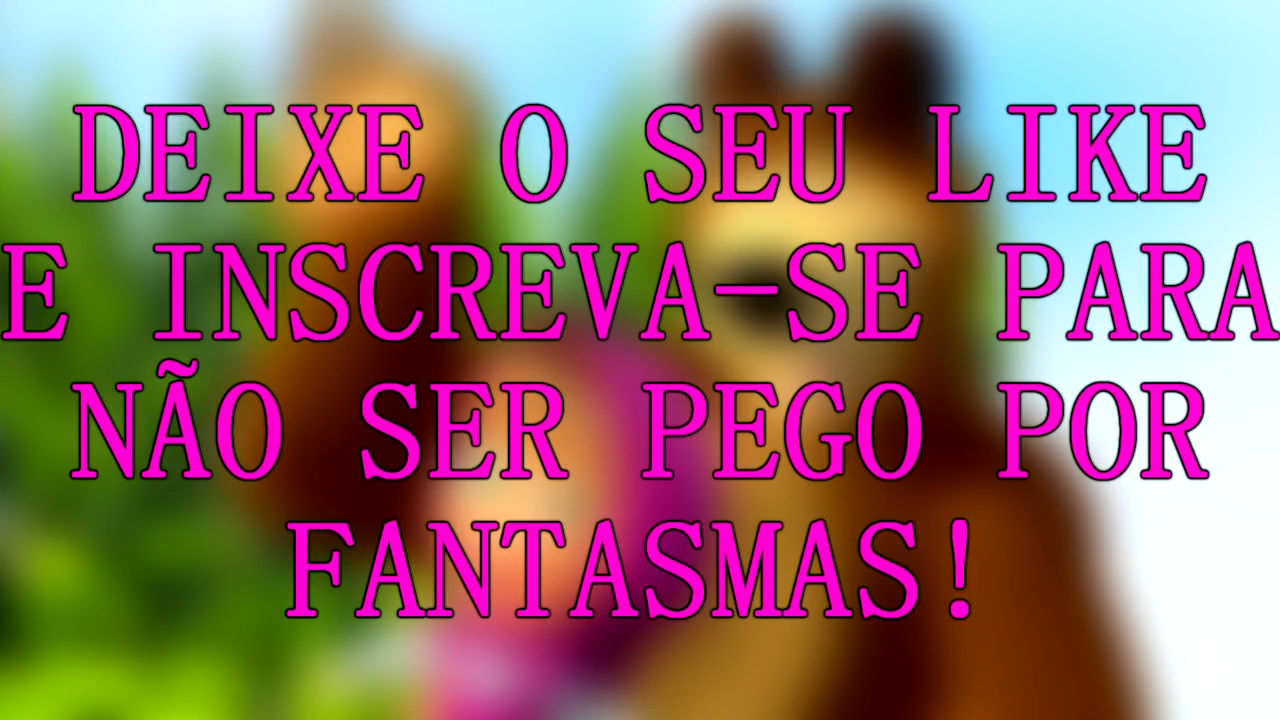 DEIXE O SEU LIKE
E INSCREVA-SE PARA
NÃO SER PEGO POR
FANTASMAS!